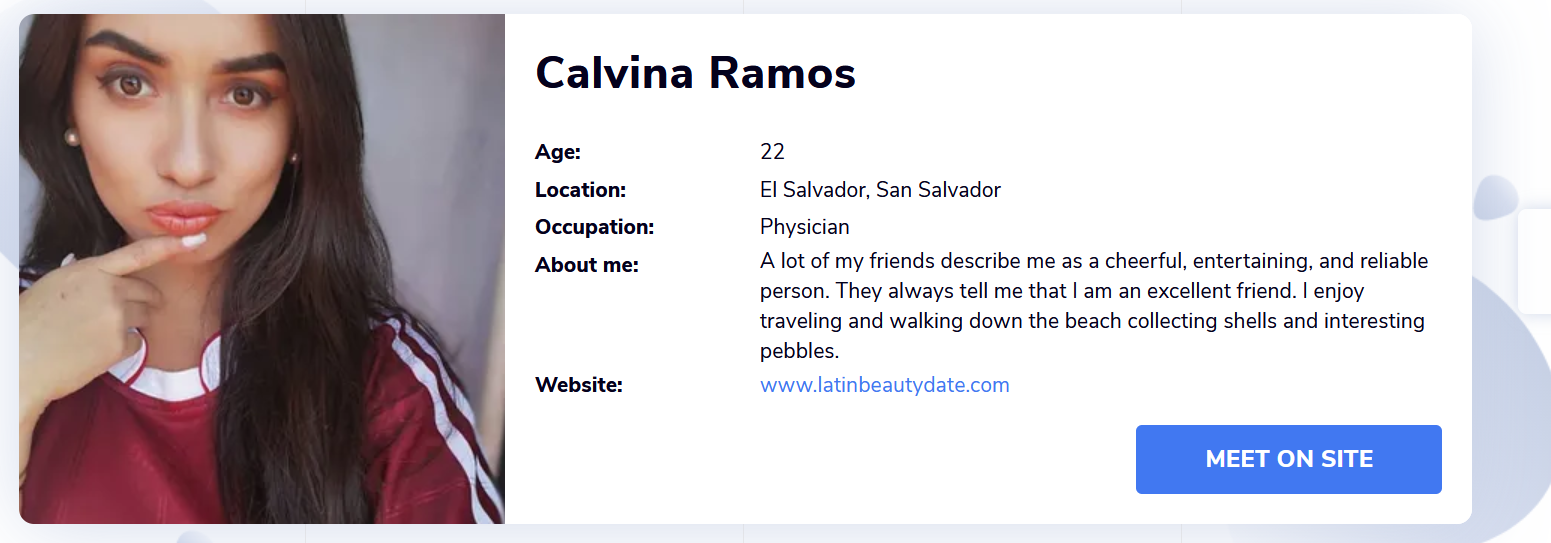 Calvina Ramos
Age: 22
Location: El Salvador, San Salvador
Occupation: Physician
About me: A lot of my friends describe me as a cheerful, entertaining, and reliable
person. They always tell me that I am an excellent friend. I enjoy
traveling and walking down the beach collecting shells and interesting
pebbles.
Website: www.latinbeautydate.com
MEET ON SITE